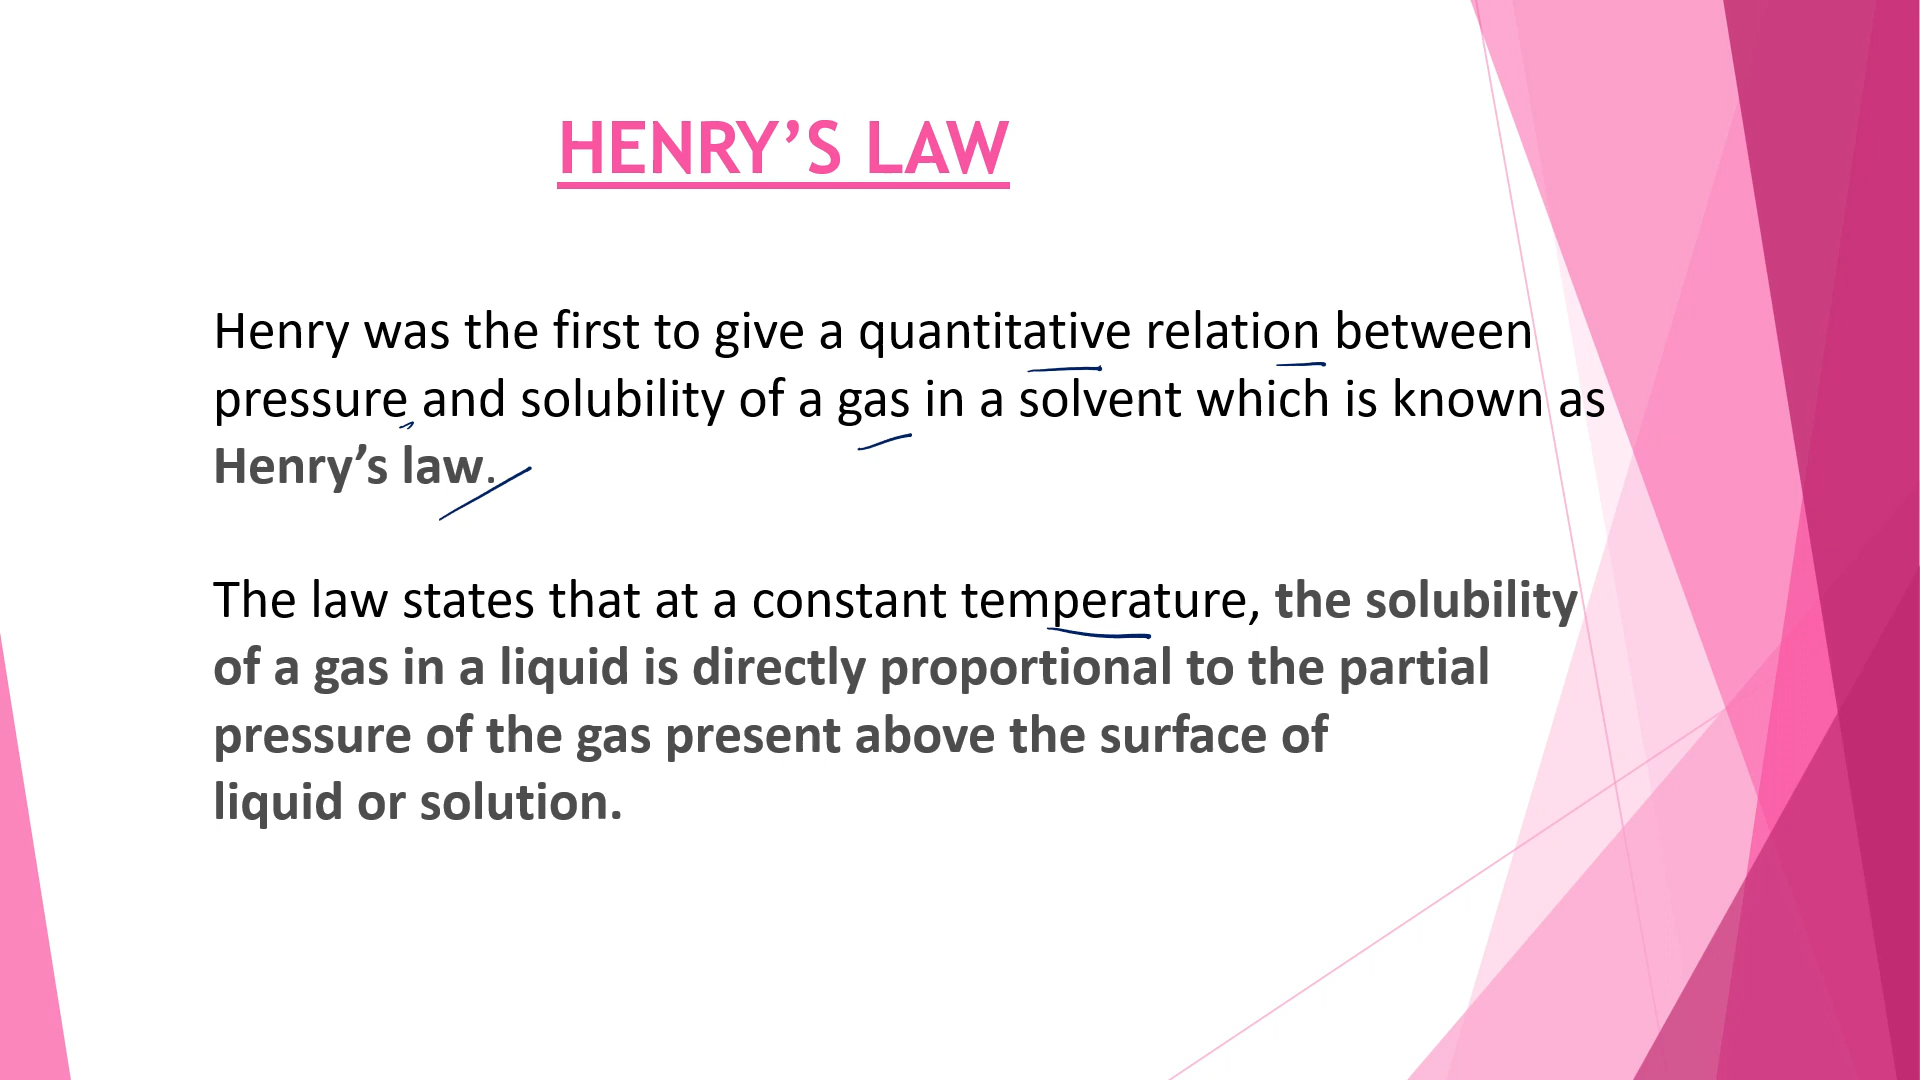 HENRY’S LAW
Henry was the first to give a quantitative relation between
pressure and solubility of a gas in a solvent which is known as
Henry’s law.
The law states that at a constant temperature, the solubility
of a gas in a liquid is directly proportional to the partial
pressure of the gas present above the surface of
liquid or solution.